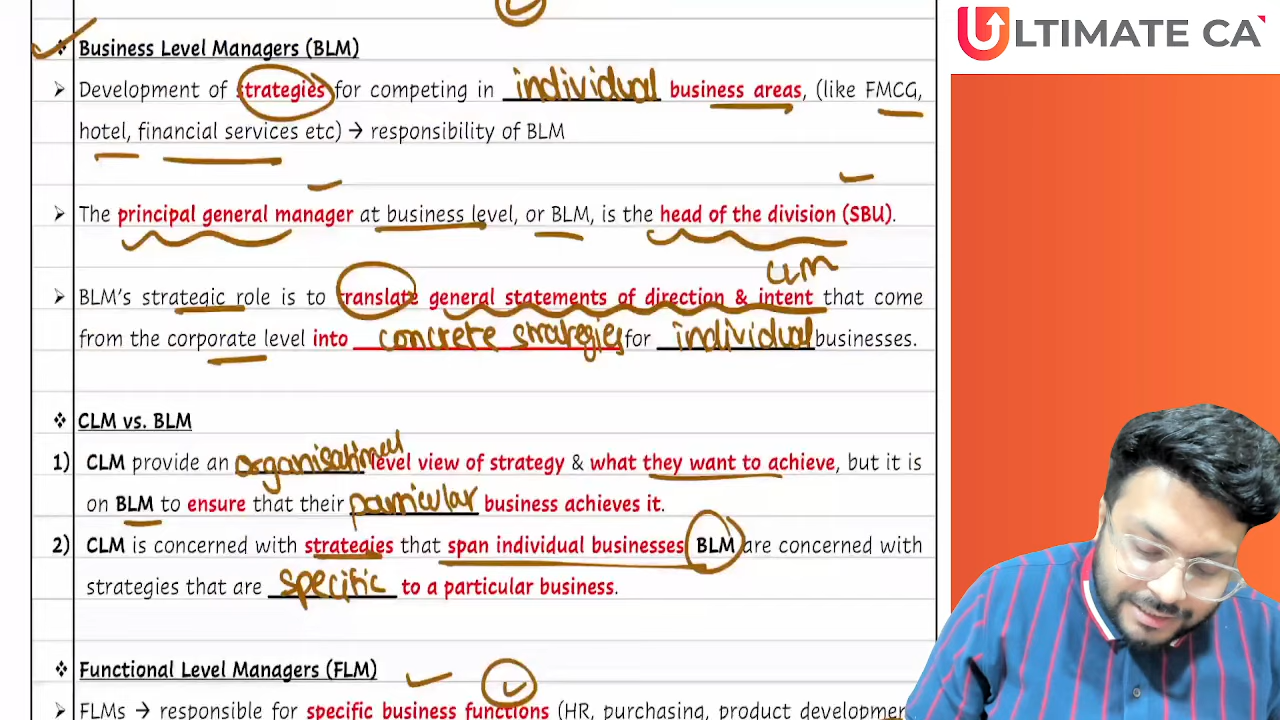 ULTIMATE CA
❖ Business Level Managers (BLM)
➢ Development of strategies for competing in individual business areas, (like FMCG,
hotel, financial services etc) → responsibility of BLM
➢ The principal general manager at business level, or BLM, is the head of the division (SBU).
CLM
➢ BLM's strategic role is to translate general statements of direction & intent that come
from the corporate level into concrete strategies for individual businesses.
❖ CLM vs. BLM
1) CLM provide an organisational level view of strategy & what they want to achieve, but it is
on BLM to ensure that their particular business achieves it.
2) CLM is concerned with strategies that span individual businesses BLM are concerned with
strategies that are specific to a particular business.
❖ Functional Level Managers (FLM)
➢ FLMs → responsible for specific business functions (HR, purchasing, product development